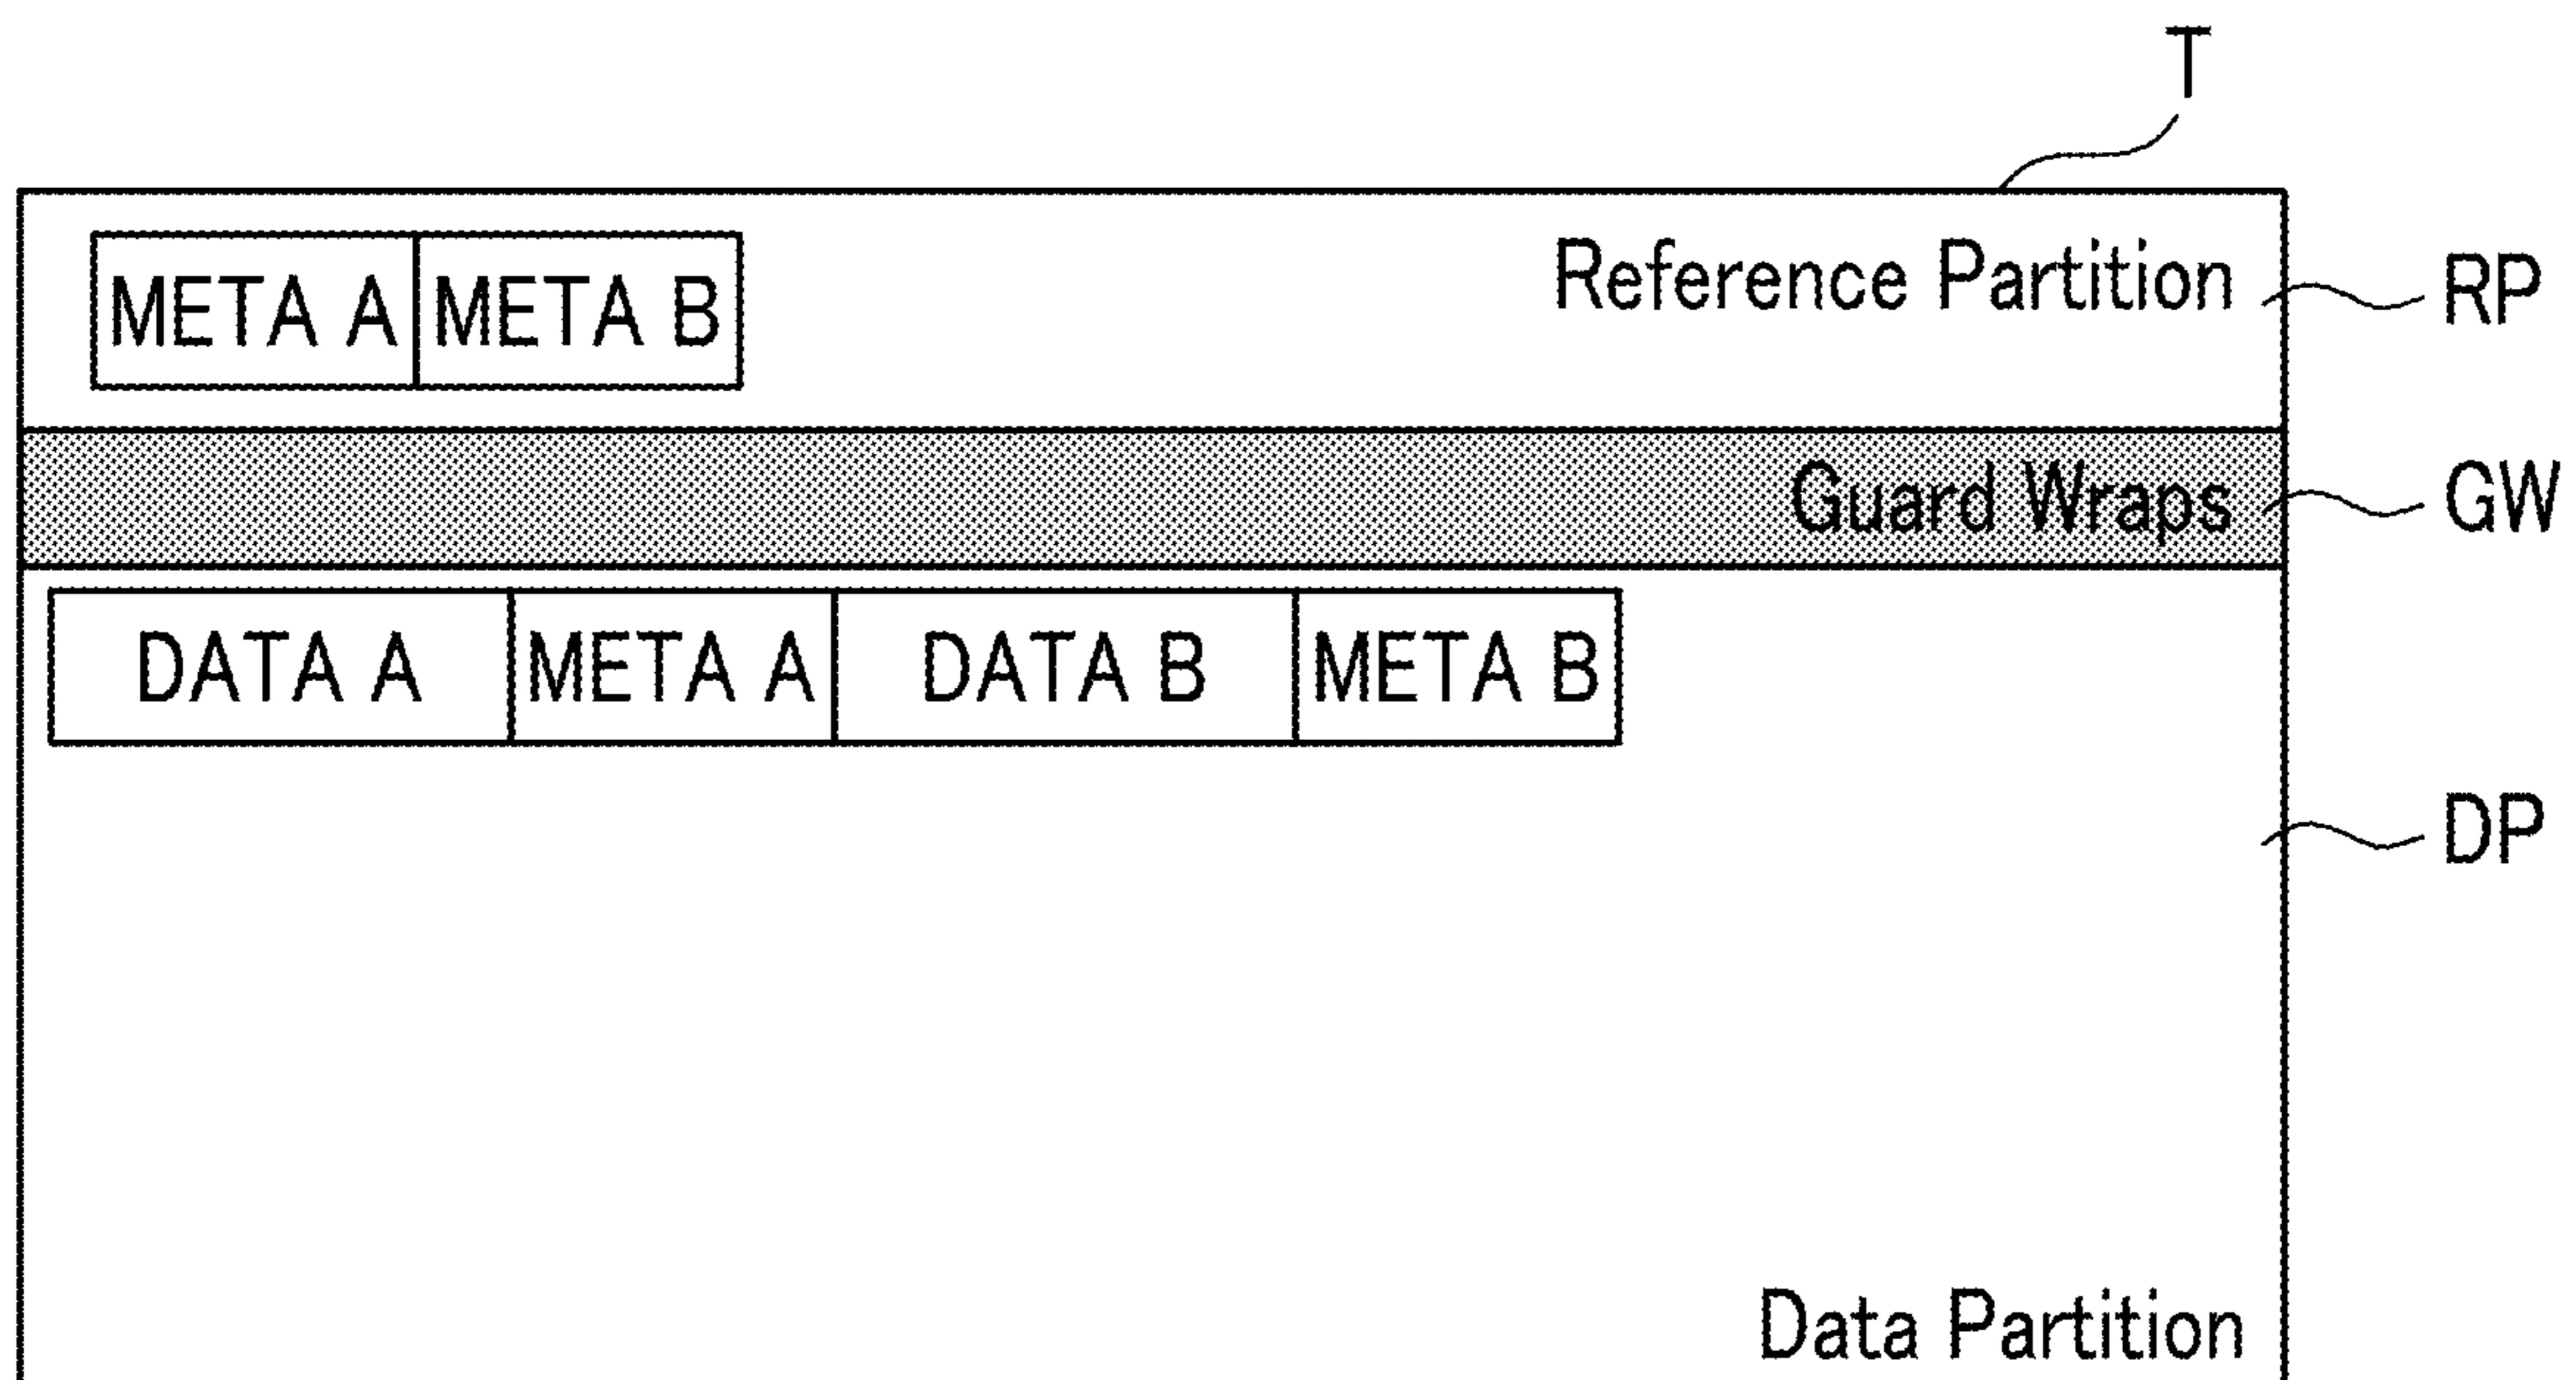 T
META A META B Reference Partition RP
Guard Wraps GW
DATA A META A DATA B META B
DP
Data Partition